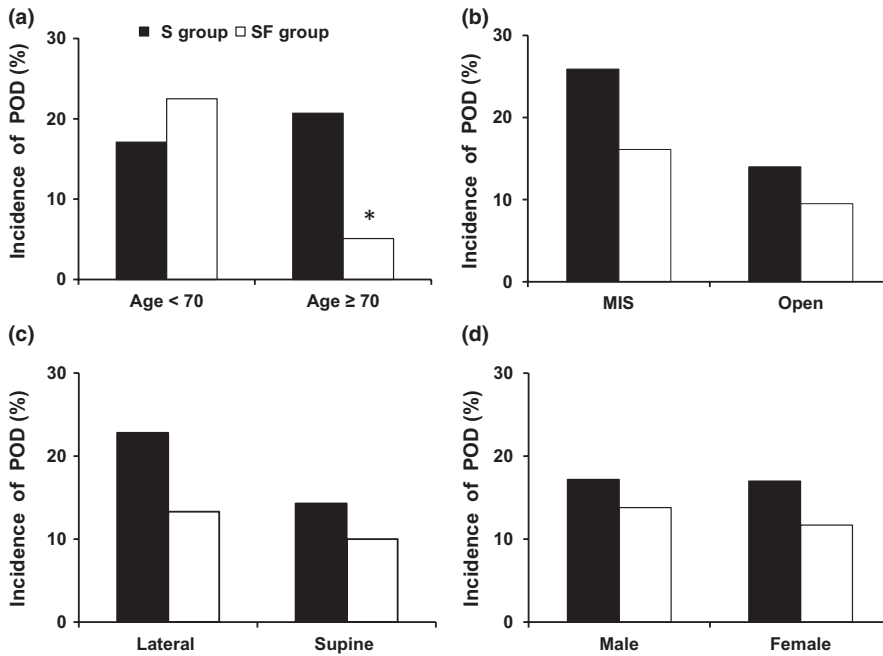 (a)
S group SF group
Incidence of POD (%)
30
20
10
0
*
Age < 70 Age ≥ 70
(b)
Incidence of POD (%)
30
20
10
0
MIS Open
(c)
Incidence of POD (%)
30
20
10
0
Lateral Supine
(d)
Incidence of POD (%)
30
20
10
0
Male Female